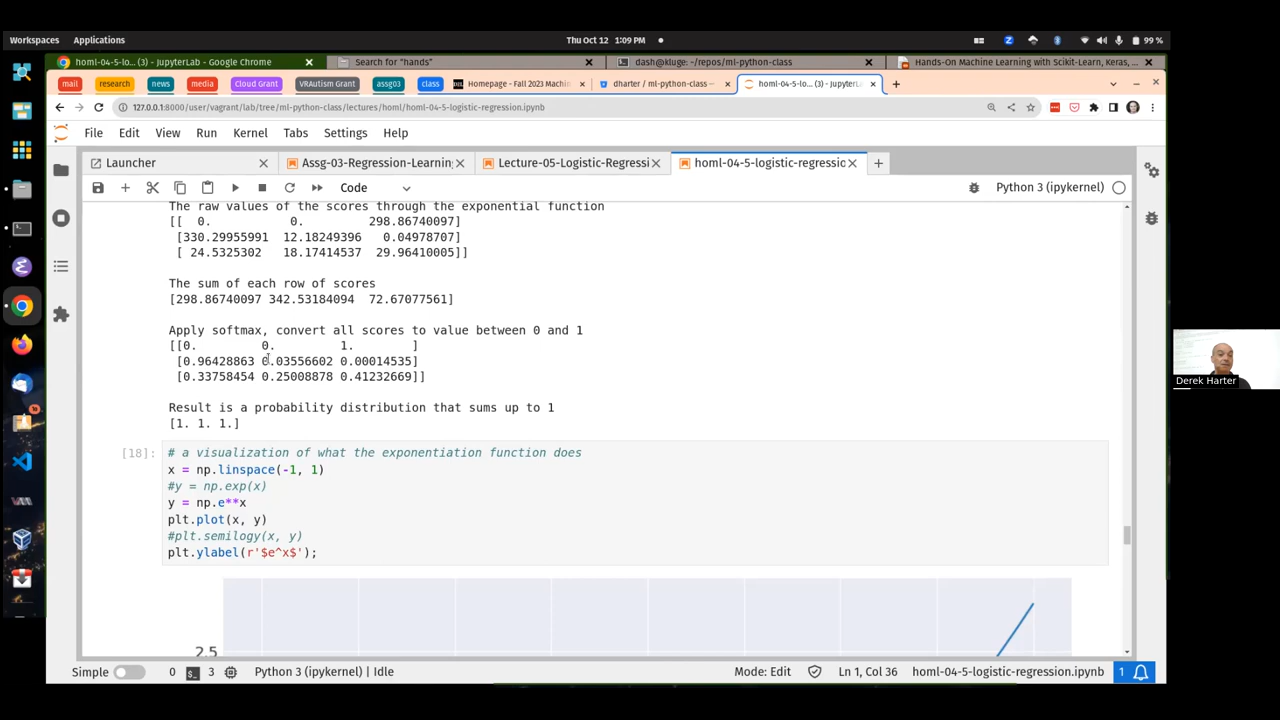 Workspaces Applications Thu Oct 12 1:09 PM 99 %
homl-04-5-lo... (3) - JupyterLab - Google Chrome Search for "hands" dash@kluge: ~/repos/ml-python-class Hands-On Machine Learning with Scikit-Learn, Keras, ...
mail research news media Cloud Grant VRAutism Grant assg03 class Homepage - Fall 2023 Machin dharter / ml-python-class — homl-04-5-lo... (3) - JupyterL
127.0.0.1:8000/user/vagrant/lab/tree/ml-python-class/lectures/homl/homl-04-5-logistic-regression.ipynb
File Edit View Run Kernel Tabs Settings Help
Launcher Assg-03-Regression-Learnin Lecture-05-Logistic-Regressi homl-04-5-logistic-regressio
Code Python 3 (ipykernel)
The raw values of the scores through the exponential function
[[ 0. 0. 298.86740097]
[330.29955991 12.18249396 0.04978707]
[ 24.5325302 18.17414537 29.96410005]]
The sum of each row of scores
[298.86740097 342.53184094 72.67077561]
Apply softmax, convert all scores to value between 0 and 1
[[0. 0. 1. ]
[0.96428863 0.03556602 0.00014535]
[0.33758454 0.25008878 0.41232669]]
Result is a probability distribution that sums up to 1
[1. 1. 1.]
[18]: # a visualization of what the exponentiation function does
x = np.linspace(-1, 1)
#y = np.exp(x)
y = np.e**x
plt.plot(x, y)
#plt.semilogy(x, y)
plt.ylabel(r'$e^x$');
2.5
Derek Harter
Simple 0 3 Python 3 (ipykernel) | Idle Mode: Edit Ln 1, Col 36 homl-04-5-logistic-regression.ipynb 1